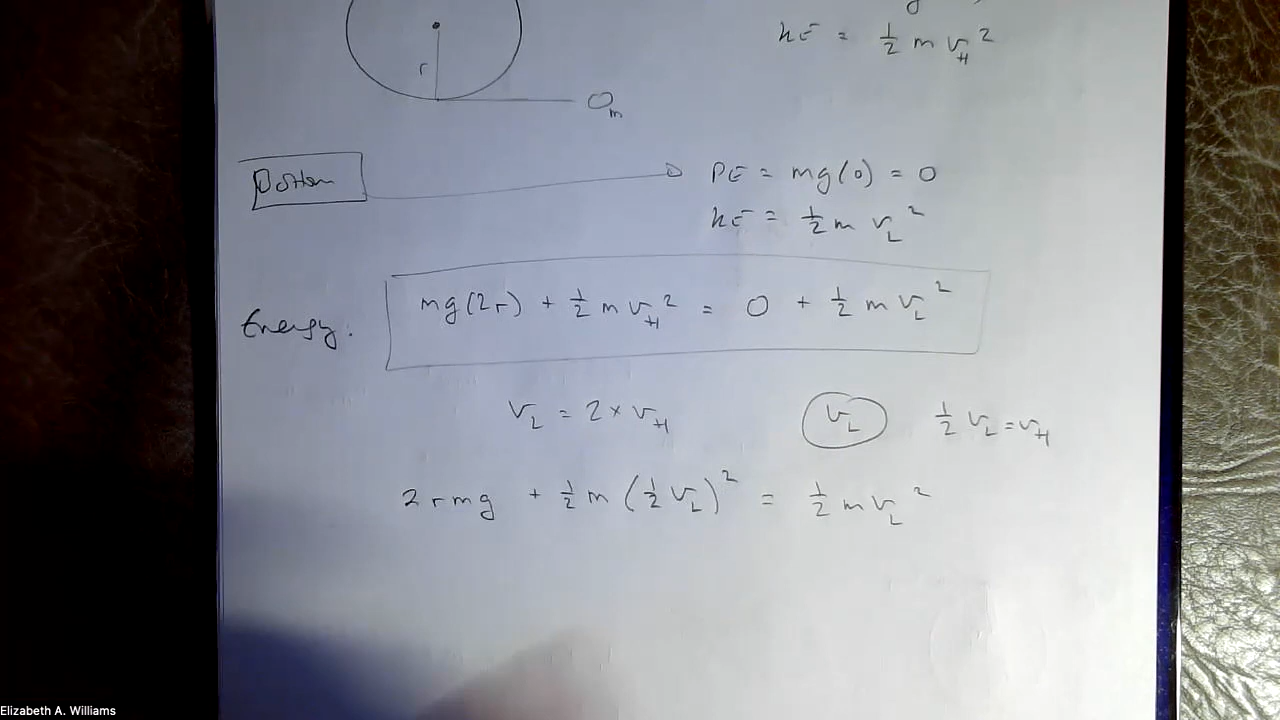 KE = 1/2 m v_H^2
r
0 m
Bottom
PE = mg(0) = 0
KE = 1/2 m v_L^2
Energy: mg(2r) + 1/2 m v_H^2 = 0 + 1/2 m v_L^2
v_L = 2 × v_H v_L 1/2 v_L = v_H
2 r m g + 1/2 m (1/2 v_L)^2 = 1/2 m v_L^2
Elizabeth A. Williams